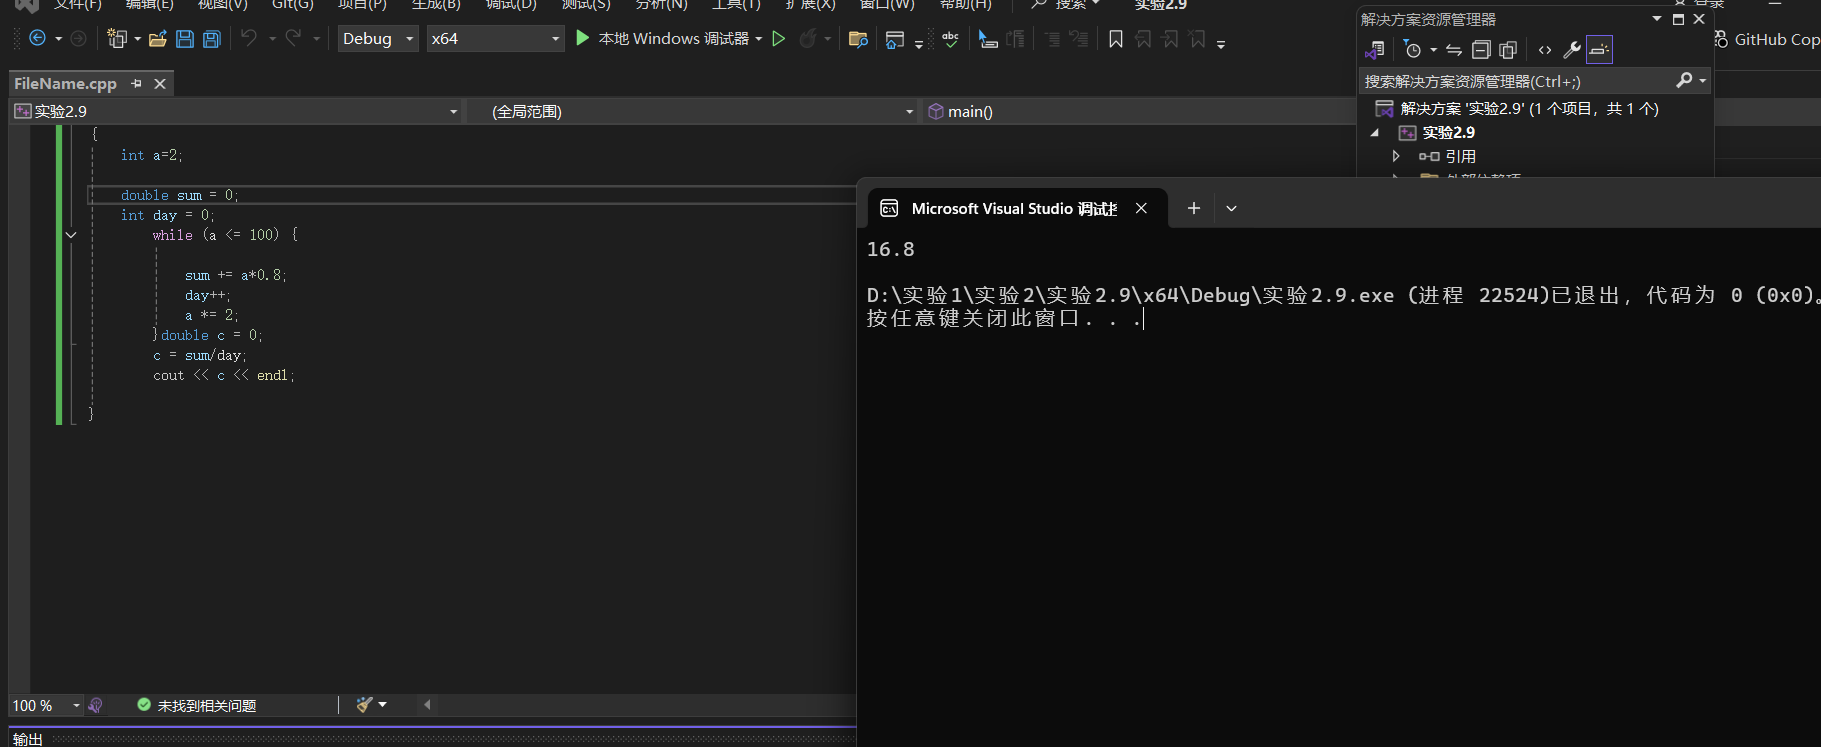 文件(F) 编辑(E) 视图(V) Git(G) 项目(P) 生成(B) 调试(D) 测试(S) 分析(N) 工具(T) 扩展(X) 窗口(W) 帮助(H) 搜索 实验2.9 登录
Debug x64 本地 Windows 调试器
GitHub Cop
FileName.cpp
实验2.9 (全局范围) main()
{
int a=2;
double sum = 0;
int day = 0;
while (a <= 100) {
sum += a*0.8;
day++;
a *= 2;
}double c = 0;
c = sum/day;
cout << c << endl;
}
100 % 未找到相关问题
输出
解决方案资源管理器
搜索解决方案资源管理器(Ctrl+;)
解决方案 '实验2.9' (1 个项目，共 1 个)
实验2.9
引用
外部依赖项
Microsoft Visual Studio 调试
16.8
D:\实验1\实验2\实验2.9\x64\Debug\实验2.9.exe (进程 22524)已退出，代码为 0 (0x0)。
按任意键关闭此窗口. . .